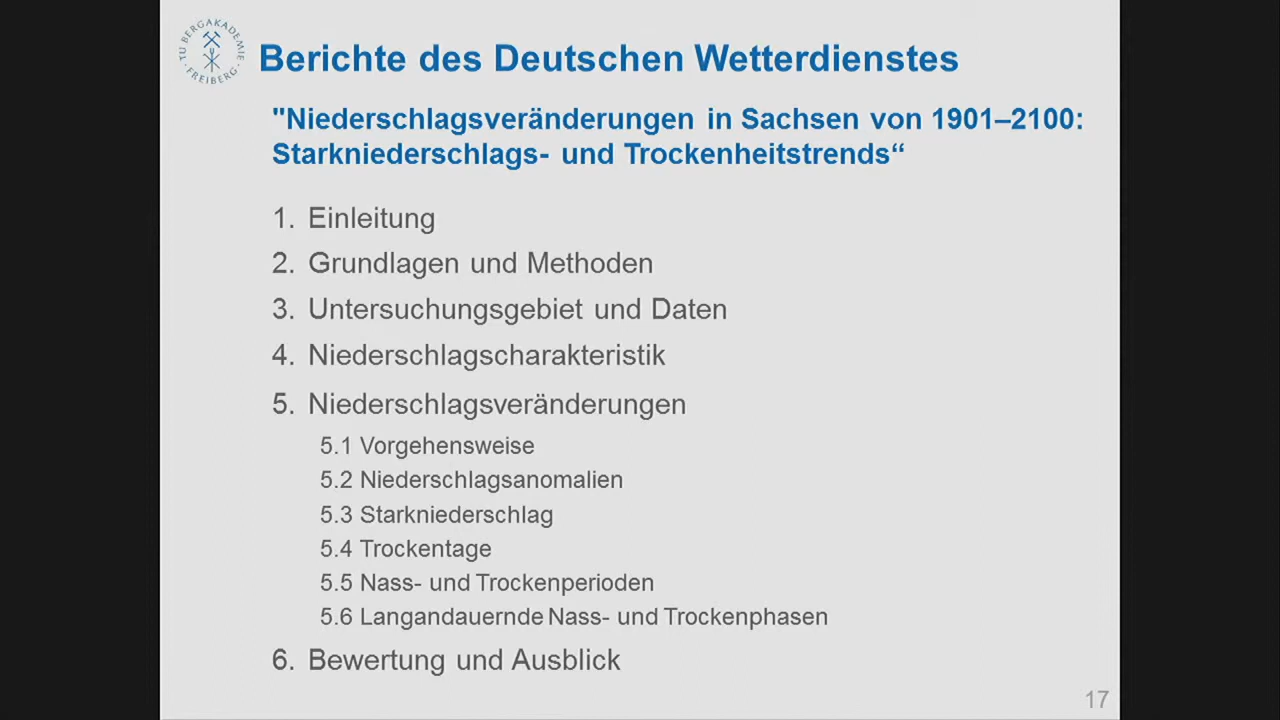 TU BERGAKADEMIE
FREIBERG
Berichte des Deutschen Wetterdienstes
"Niederschlagsveränderungen in Sachsen von 1901–2100:
Starkniederschlags- und Trockenheitstrends“
1. Einleitung
2. Grundlagen und Methoden
3. Untersuchungsgebiet und Daten
4. Niederschlagscharakteristik
5. Niederschlagsveränderungen
5.1 Vorgehensweise
5.2 Niederschlagsanomalien
5.3 Starkniederschlag
5.4 Trockentage
5.5 Nass- und Trockenperioden
5.6 Langandauernde Nass- und Trockenphasen
6. Bewertung und Ausblick
17